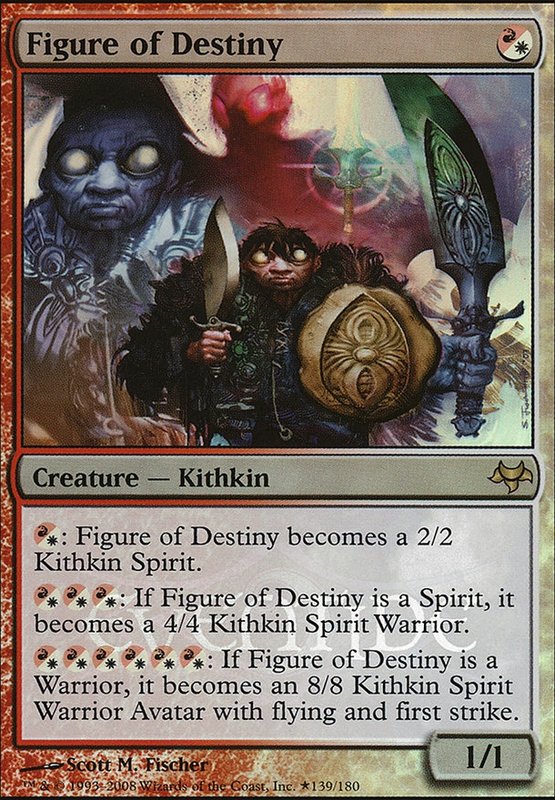 Figure of Destiny
Creature — Kithkin
: Figure of Destiny becomes a 2/2
Kithkin Spirit.
: If Figure of Destiny is a Spirit, it
becomes a 4/4 Kithkin Spirit Warrior.
: If Figure of Destiny is a
Warrior, it becomes an 8/8 Kithkin Spirit
Warrior Avatar with flying and first strike.
EVENTIDE
1/1
Scott M. Fischer
™ & © 1993-2008 Wizards of the Coast, Inc. ★139/180